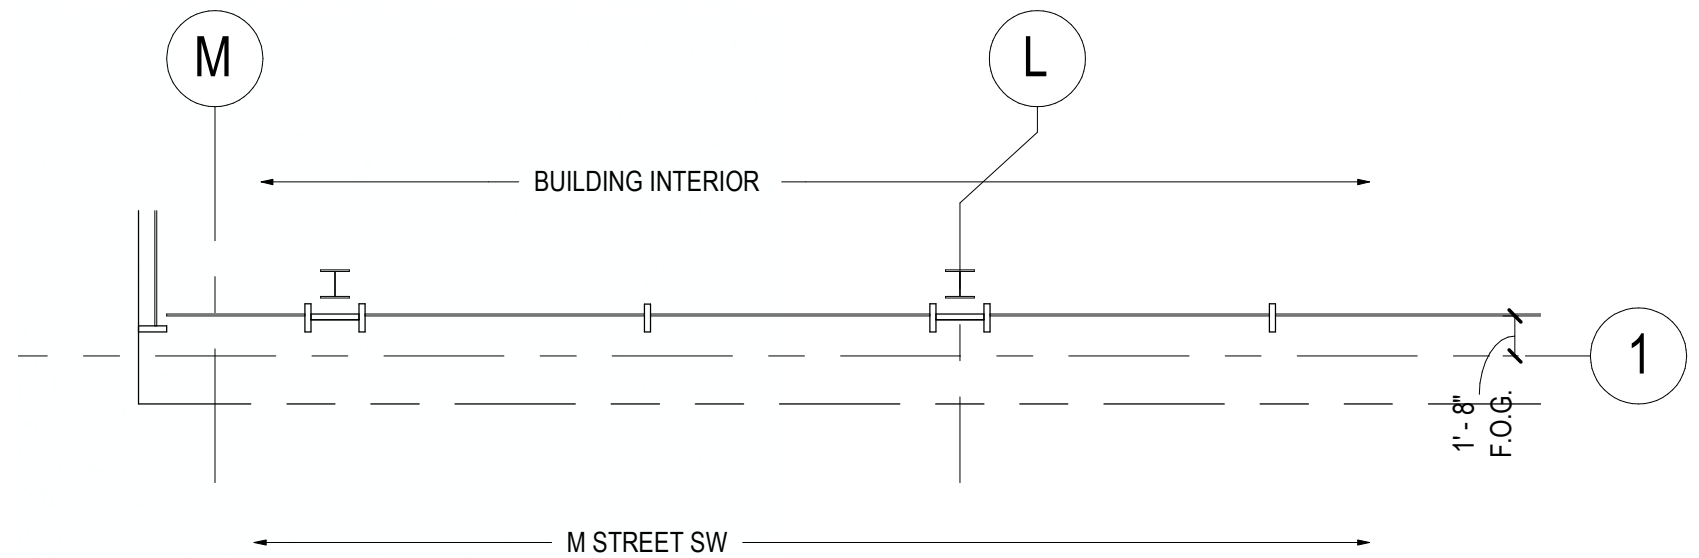 M
L
BUILDING INTERIOR
1
1' - 8"
F.O.G.
M STREET SW